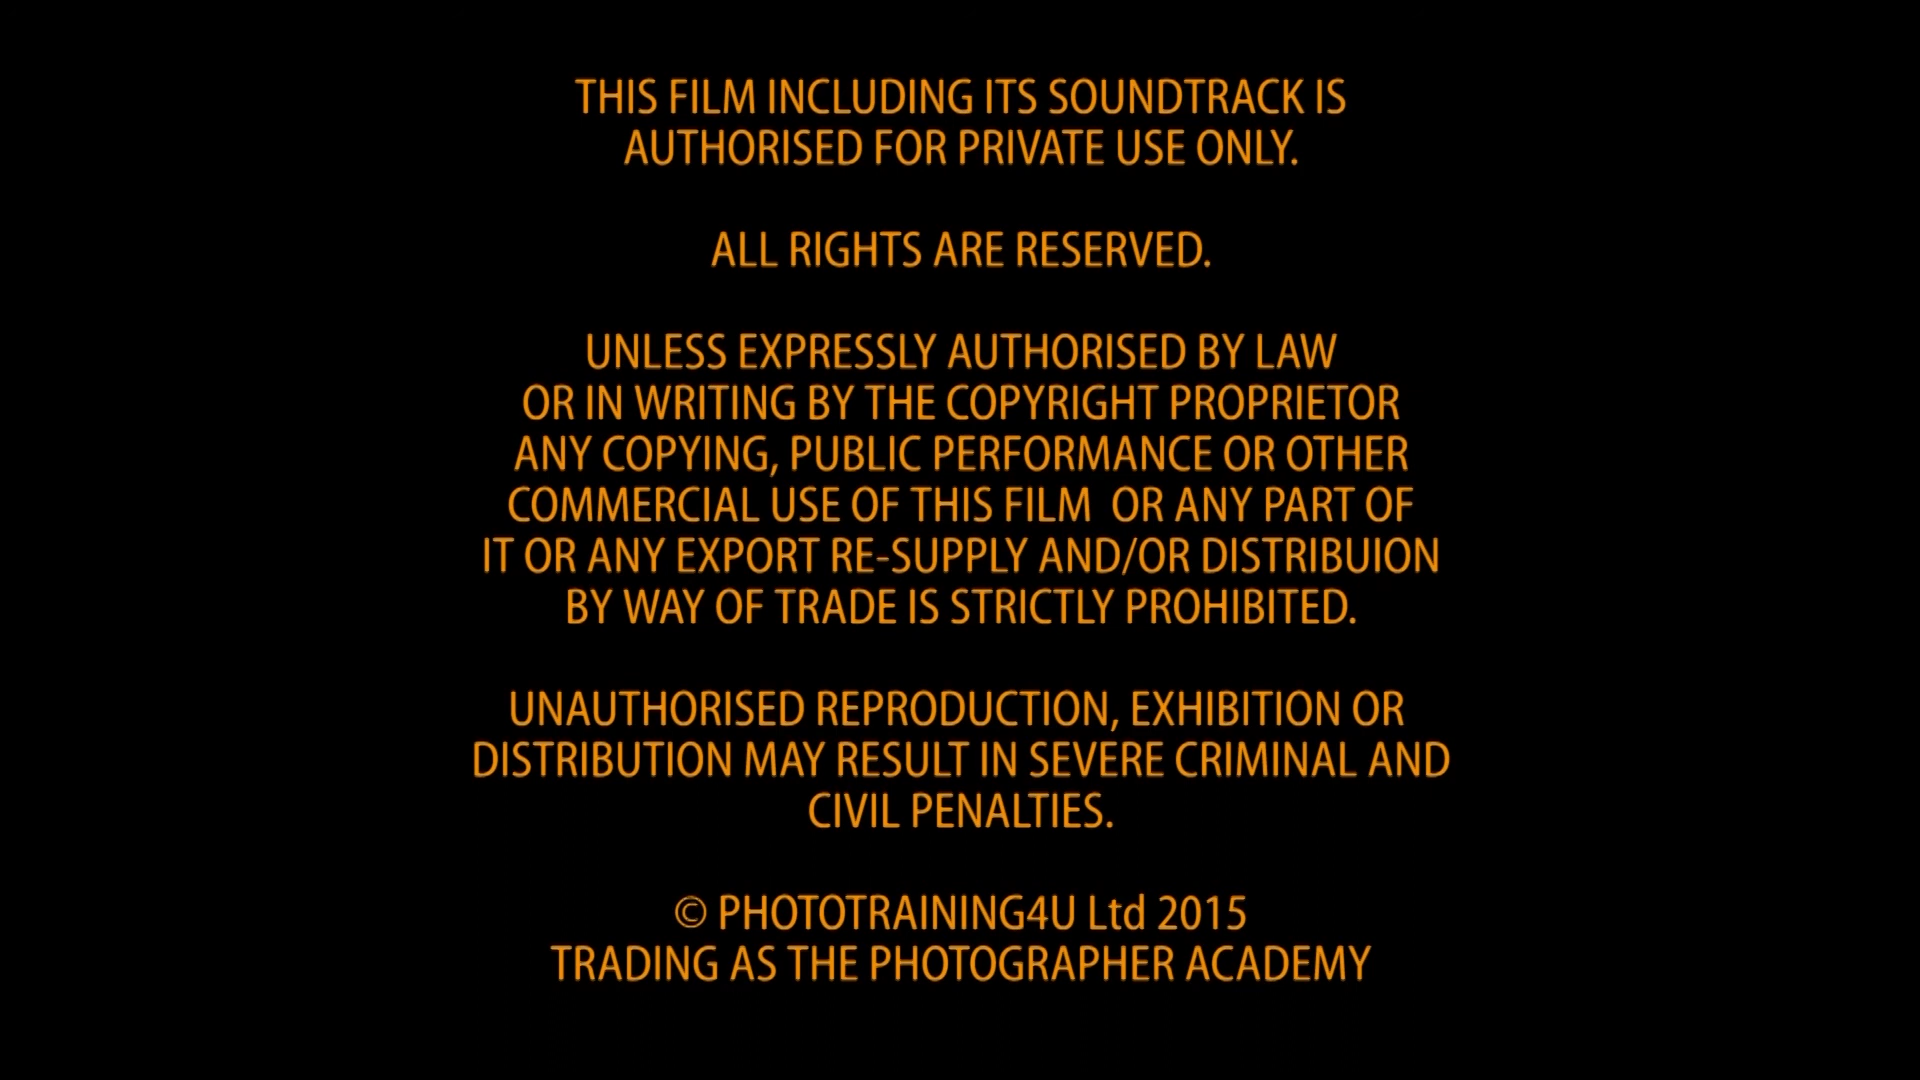 THIS FILM INCLUDING ITS SOUNDTRACK IS
AUTHORISED FOR PRIVATE USE ONLY.
ALL RIGHTS ARE RESERVED.
UNLESS EXPRESSLY AUTHORISED BY LAW
OR IN WRITING BY THE COPYRIGHT PROPRIETOR
ANY COPYING, PUBLIC PERFORMANCE OR OTHER
COMMERCIAL USE OF THIS FILM  OR ANY PART OF
IT OR ANY EXPORT RE-SUPPLY AND/OR DISTRIBUION
BY WAY OF TRADE IS STRICTLY PROHIBITED.
UNAUTHORISED REPRODUCTION, EXHIBITION OR
DISTRIBUTION MAY RESULT IN SEVERE CRIMINAL AND
CIVIL PENALTIES.
© PHOTOTRAINING4U Ltd 2015
TRADING AS THE PHOTOGRAPHER ACADEMY